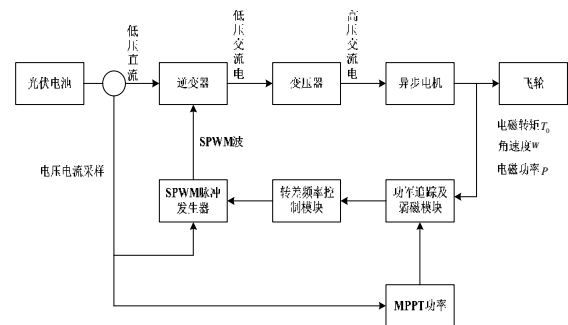 低压直流
低压交流电
高压交流电
光伏电池
逆变器
变压器
异步电机
飞轮
电磁转矩T₀
角速度w
电磁功率P
SPWM波
电压电流采样
SPWM脉冲
发生器
转差频率控
制模块
功率追踪及
弱磁模块
MPPT功率